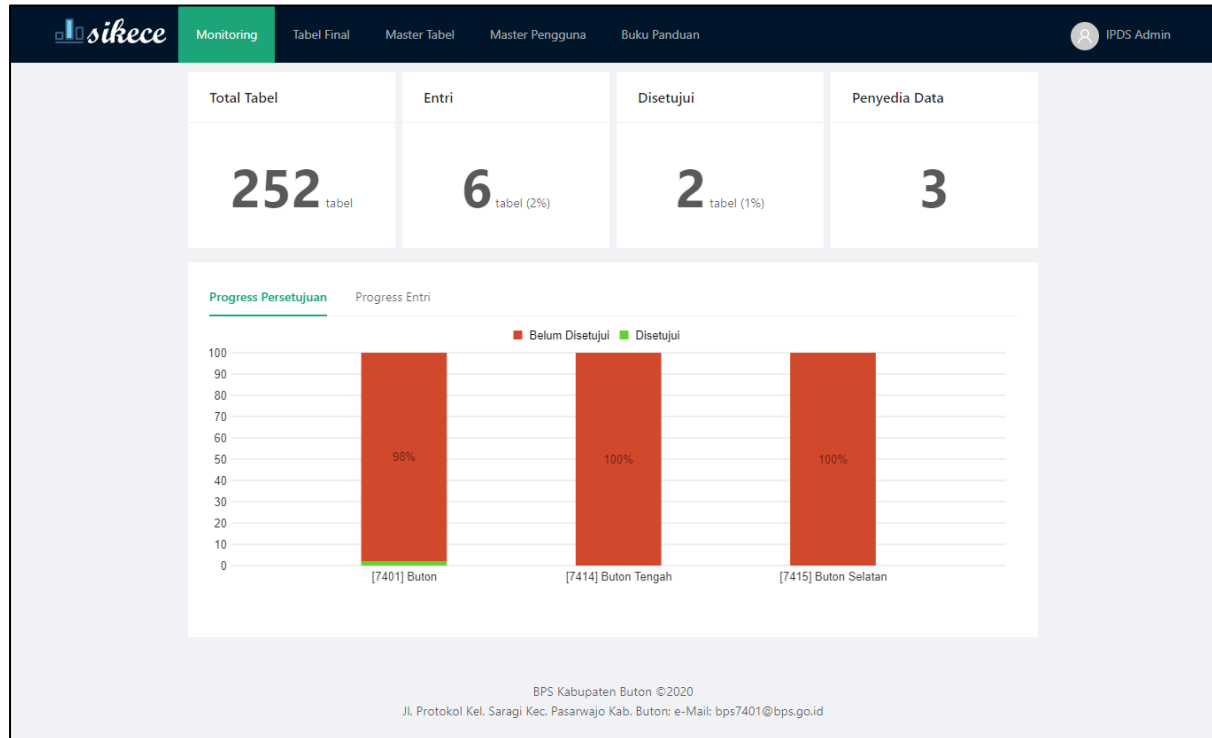 sikece Monitoring Tabel Final Master Tabel Master Pengguna Buku Panduan IPDS Admin
Total Tabel Entri Disetujui Penyedia Data
252 tabel 6 tabel (2%) 2 tabel (1%) 3
Progress Persetujuan Progress Entri
Belum Disetujui Disetujui
100
90
80
70
60
50 98% 100% 100%
40
30
20
10
0
[7401] Buton [7414] Buton Tengah [7415] Buton Selatan
BPS Kabupaten Buton ©2020
Jl. Protokol Kel. Saragi Kec. Pasarwajo Kab. Buton; e-Mail: bps7401@bps.go.id